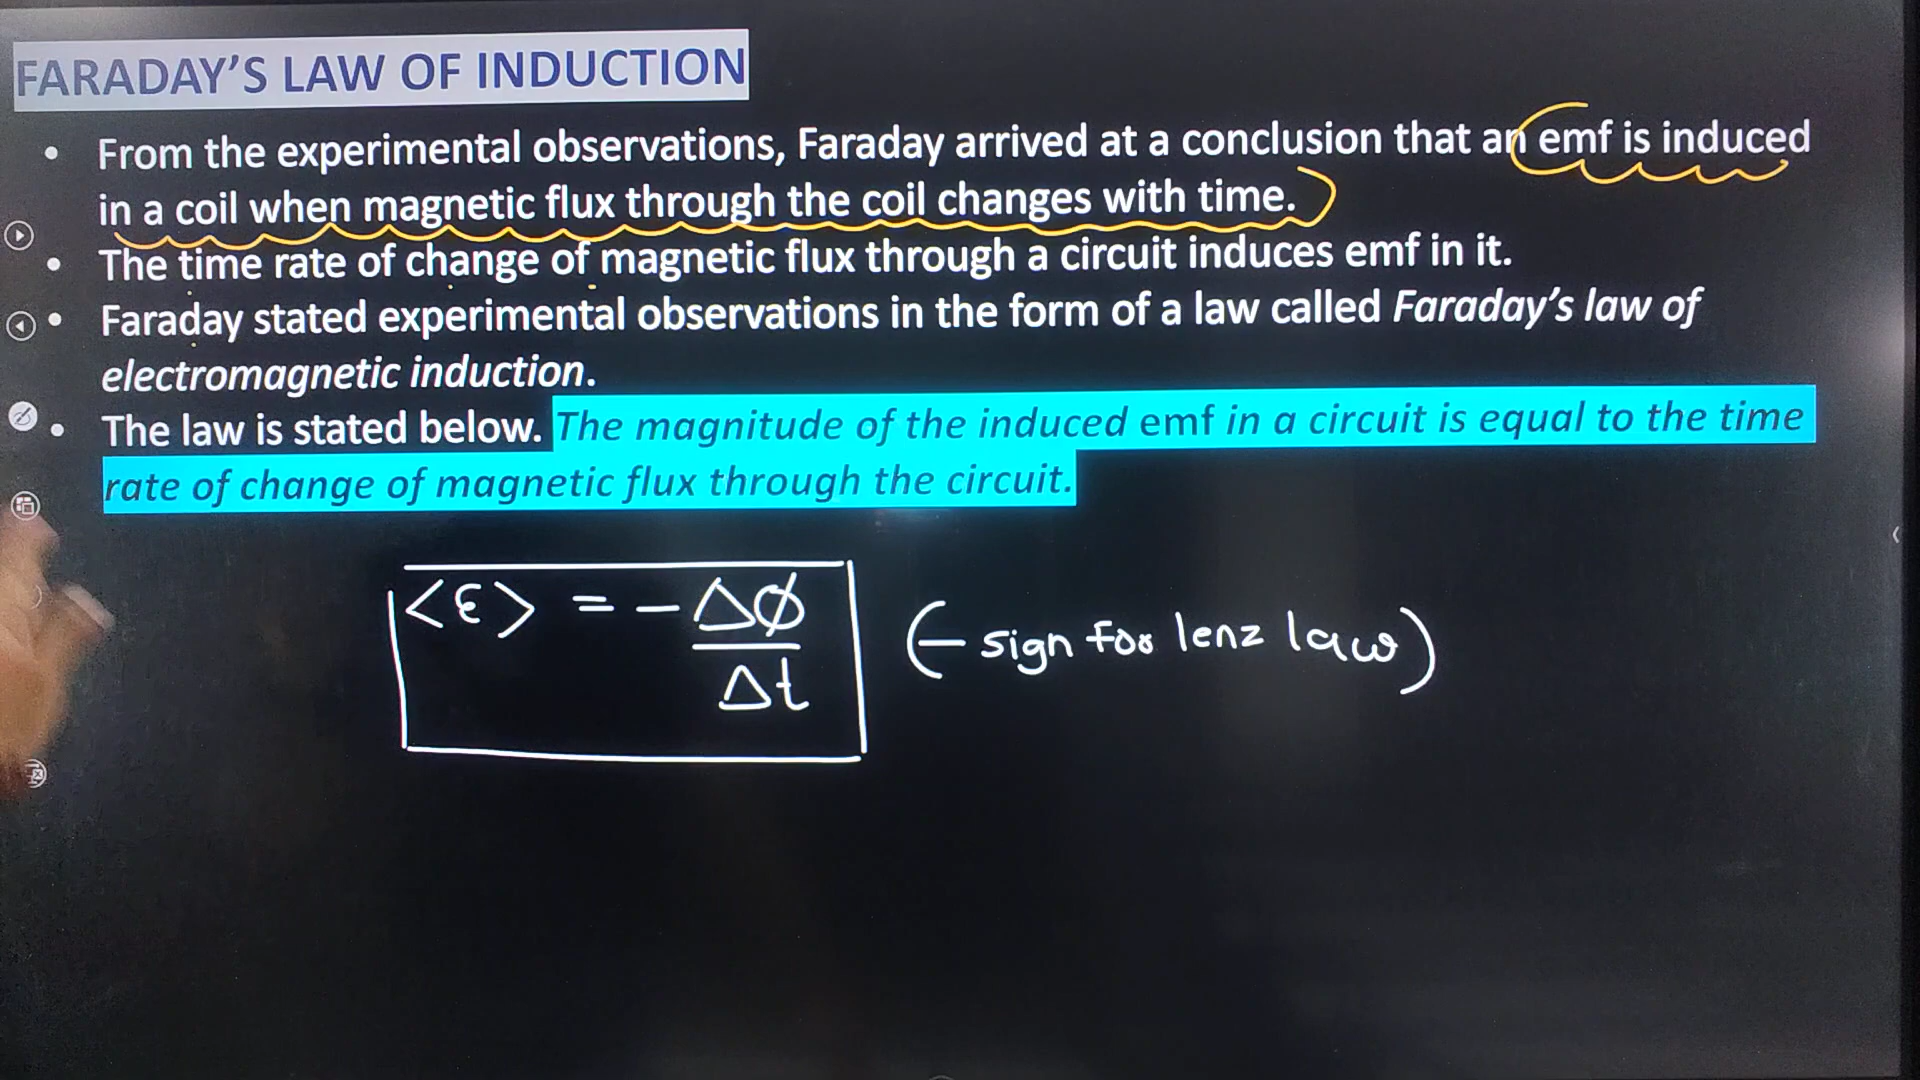 FARADAY'S LAW OF INDUCTION
• From the experimental observations, Faraday arrived at a conclusion that an emf is induced
in a coil when magnetic flux through the coil changes with time.
• The time rate of change of magnetic flux through a circuit induces emf in it.
• Faraday stated experimental observations in the form of a law called Faraday's law of
electromagnetic induction.
• The law is stated below. The magnitude of the induced emf in a circuit is equal to the time
rate of change of magnetic flux through the circuit.
<ε> = - Δφ
Δt
(- sign for lenz law)